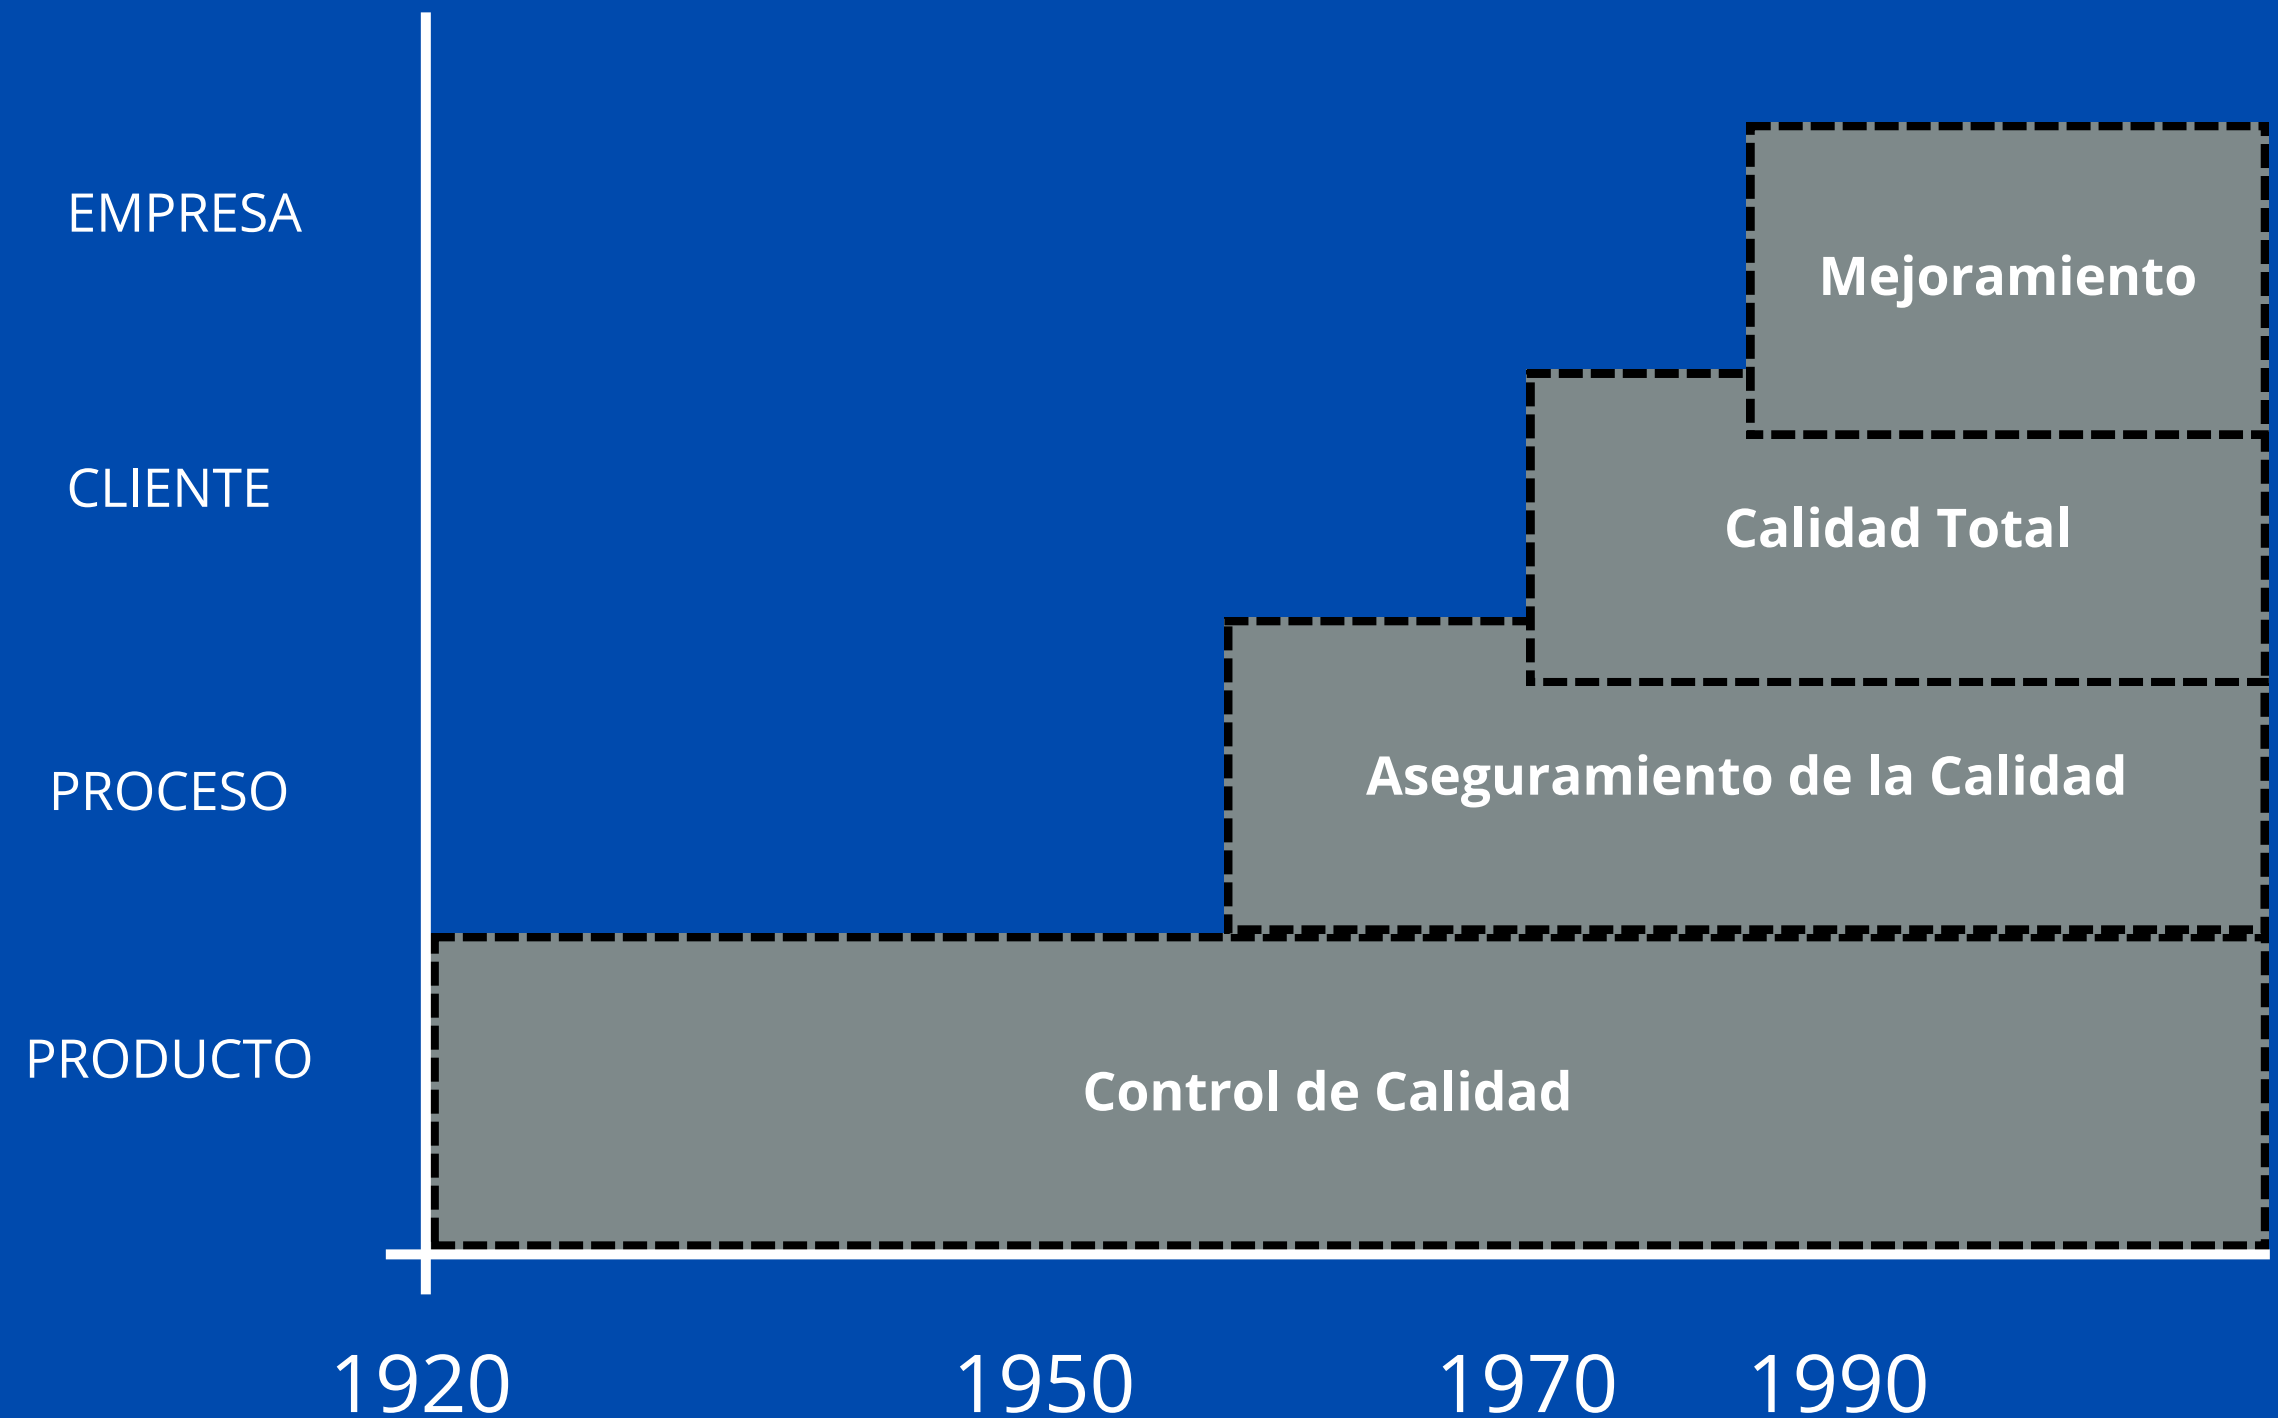 EMPRESA
Mejoramiento
CLIENTE
Calidad Total
PROCESO
Aseguramiento de la Calidad
PRODUCTO
Control de Calidad
1920 1950 1970 1990